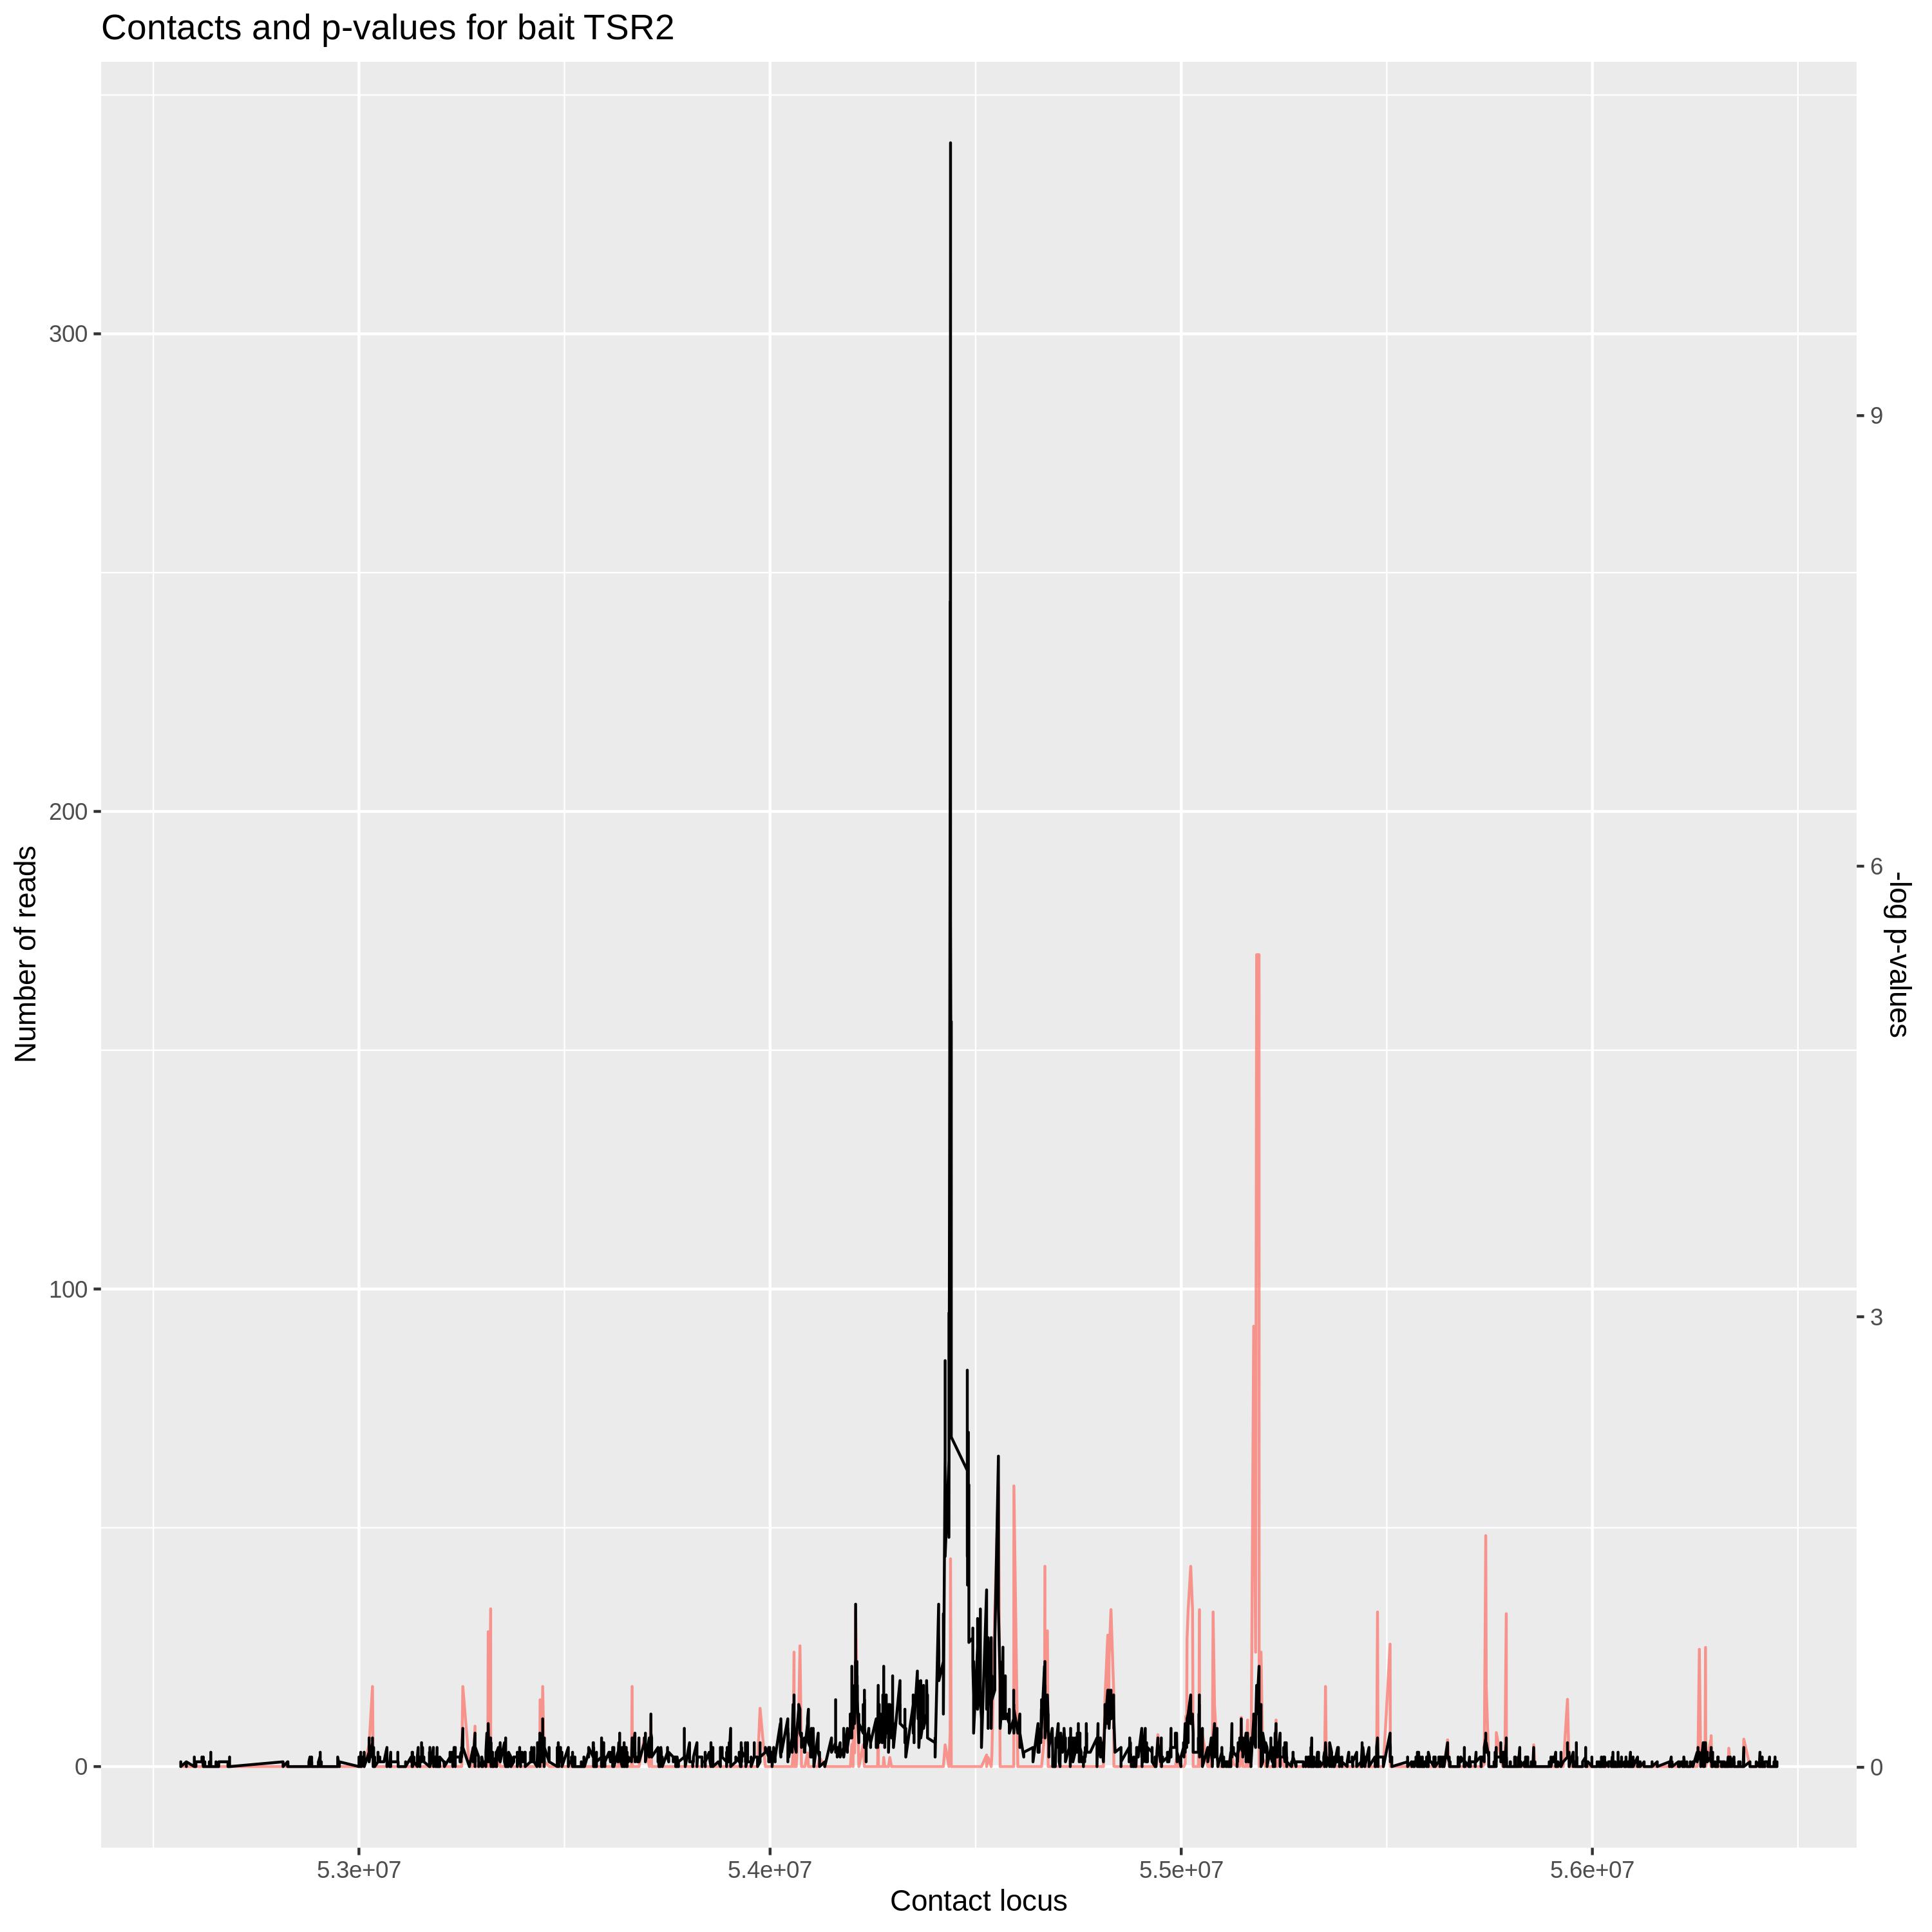 Contacts and p-values for bait TSR2
300
200
100
0
Number of reads
9
6
3
0
-log p-values
5.3e+07 5.4e+07 5.5e+07 5.6e+07
Contact locus